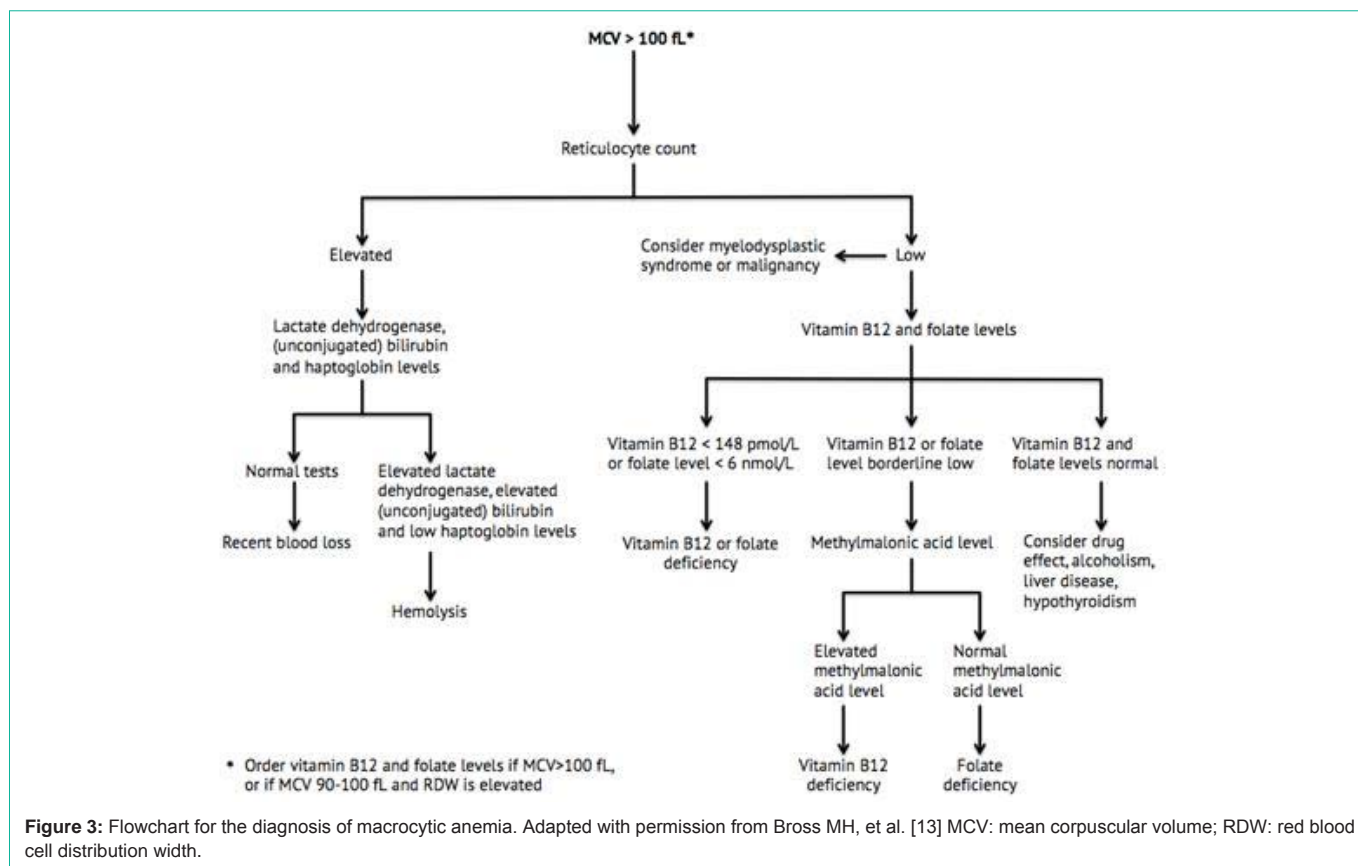 MCV > 100 fL*
Reticulocyte count
Elevated
Consider myelodysplastic
syndrome or malignancy
Low
Lactate dehydrogenase,
(unconjugated) bilirubin
and haptoglobin levels
Vitamin B12 and folate levels
Normal tests
Elevated lactate
dehydrogenase, elevated
(unconjugated) bilirubin
and low haptoglobin levels
Vitamin B12 < 148 pmol/L
or folate level < 6 nmol/L
Vitamin B12 or folate
level borderline low
Vitamin B12 and
folate levels normal
Recent blood loss
Hemolysis
Vitamin B12 or folate
deficiency
Methylmalonic acid level
Consider drug
effect, alcoholism,
liver disease,
hypothyroidism
Elevated
methylmalonic
acid level
Normal
methylmalonic
acid level
Vitamin B12
deficiency
Folate
deficiency
* Order vitamin B12 and folate levels if MCV>100 fL,
or if MCV 90-100 fL and RDW is elevated
Figure 3: Flowchart for the diagnosis of macrocytic anemia. Adapted with permission from Bross MH, et al. [13] MCV: mean corpuscular volume; RDW: red blood
cell distribution width.